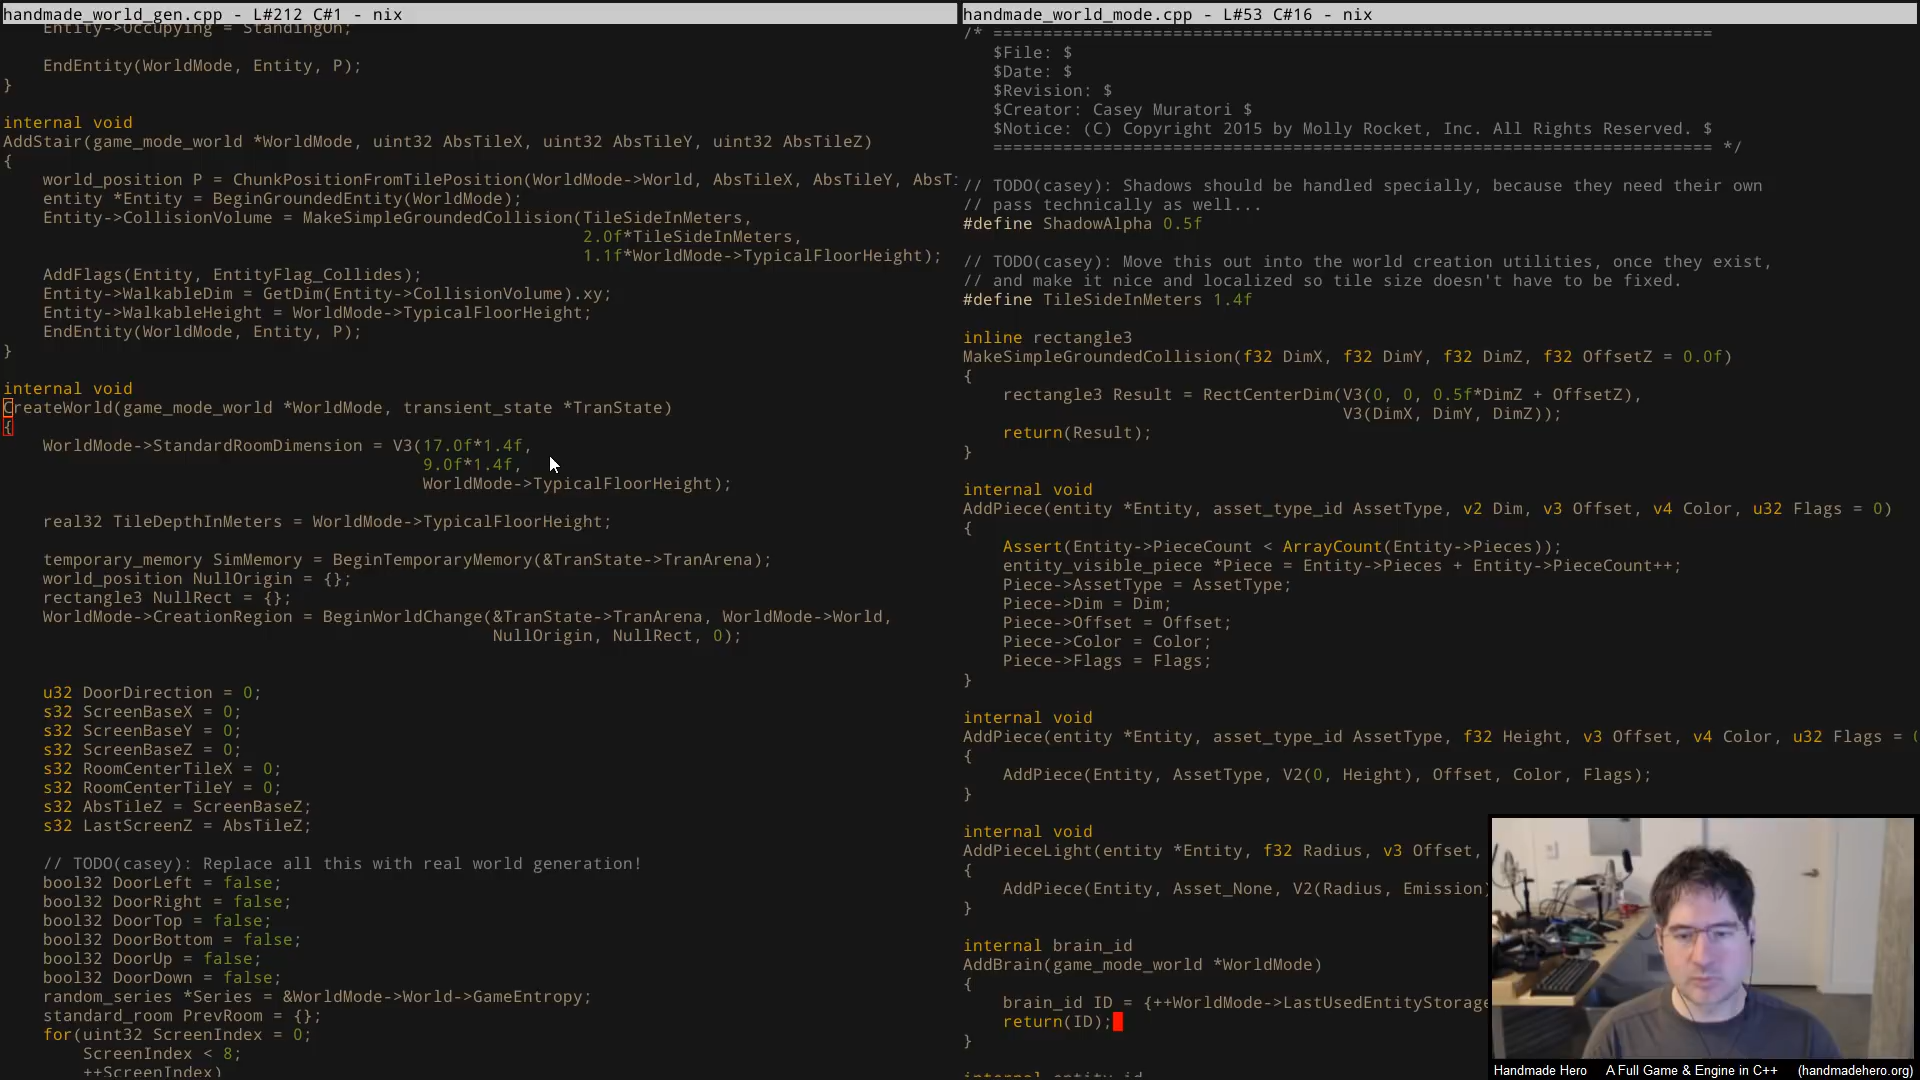 handmade_world_gen.cpp - L#212 C#1 - nix
Entity->Occupying = StandingOn;
EndEntity(WorldMode, Entity, P);
}
internal void
AddStair(game_mode_world *WorldMode, uint32 AbsTileX, uint32 AbsTileY, uint32 AbsTileZ)
{
world_position P = ChunkPositionFromTilePosition(WorldMode->World, AbsTileX, AbsTileY, AbsT
entity *Entity = BeginGroundedEntity(WorldMode);
Entity->CollisionVolume = MakeSimpleGroundedCollision(TileSideInMeters,
2.0f*TileSideInMeters,
1.1f*WorldMode->TypicalFloorHeight);
AddFlags(Entity, EntityFlag_Collides);
Entity->WalkableDim = GetDim(Entity->CollisionVolume).xy;
Entity->WalkableHeight = WorldMode->TypicalFloorHeight;
EndEntity(WorldMode, Entity, P);
}
internal void
CreateWorld(game_mode_world *WorldMode, transient_state *TranState)
{
WorldMode->StandardRoomDimension = V3(17.0f*1.4f,
9.0f*1.4f,
WorldMode->TypicalFloorHeight);
real32 TileDepthInMeters = WorldMode->TypicalFloorHeight;
temporary_memory SimMemory = BeginTemporaryMemory(&TranState->TranArena);
world_position NullOrigin = {};
rectangle3 NullRect = {};
WorldMode->CreationRegion = BeginWorldChange(&TranState->TranArena, WorldMode->World,
NullOrigin, NullRect, 0);
u32 DoorDirection = 0;
s32 ScreenBaseX = 0;
s32 ScreenBaseY = 0;
s32 ScreenBaseZ = 0;
s32 RoomCenterTileX = 0;
s32 RoomCenterTileY = 0;
s32 AbsTileZ = ScreenBaseZ;
s32 LastScreenZ = AbsTileZ;
// TODO(casey): Replace all this with real world generation!
bool32 DoorLeft = false;
bool32 DoorRight = false;
bool32 DoorTop = false;
bool32 DoorBottom = false;
bool32 DoorUp = false;
bool32 DoorDown = false;
random_series *Series = &WorldMode->World->GameEntropy;
standard_room PrevRoom = {};
for(uint32 ScreenIndex = 0;
ScreenIndex < 8;
++ScreenIndex)
handmade_world_mode.cpp - L#53 C#16 - nix
/* ========================================================================
$File: $
$Date: $
$Revision: $
$Creator: Casey Muratori $
$Notice: (C) Copyright 2015 by Molly Rocket, Inc. All Rights Reserved. $
======================================================================== */
// TODO(casey): Shadows should be handled specially, because they need their own
// pass technically as well...
#define ShadowAlpha 0.5f
// TODO(casey): Move this out into the world creation utilities, once they exist,
// and make it nice and localized so tile size doesn't have to be fixed.
#define TileSideInMeters 1.4f
inline rectangle3
MakeSimpleGroundedCollision(f32 DimX, f32 DimY, f32 DimZ, f32 OffsetZ = 0.0f)
{
rectangle3 Result = RectCenterDim(V3(0, 0, 0.5f*DimZ + OffsetZ),
V3(DimX, DimY, DimZ));
return(Result);
}
internal void
AddPiece(entity *Entity, asset_type_id AssetType, v2 Dim, v3 Offset, v4 Color, u32 Flags = 0)
{
Assert(Entity->PieceCount < ArrayCount(Entity->Pieces));
entity_visible_piece *Piece = Entity->Pieces + Entity->PieceCount++;
Piece->AssetType = AssetType;
Piece->Dim = Dim;
Piece->Offset = Offset;
Piece->Color = Color;
Piece->Flags = Flags;
}
internal void
AddPiece(entity *Entity, asset_type_id AssetType, f32 Height, v3 Offset, v4 Color, u32 Flags = 0
{
AddPiece(Entity, AssetType, V2(0, Height), Offset, Color, Flags);
}
internal void
AddPieceLight(entity *Entity, f32 Radius, v3 Offset,
{
AddPiece(Entity, Asset_None, V2(Radius, Emission)
}
internal brain_id
AddBrain(game_mode_world *WorldMode)
{
brain_id ID = {++WorldMode->LastUsedEntityStorage
return(ID);
}
internal entity_id
Handmade Hero A Full Game & Engine in C++ (handmadehero.org)